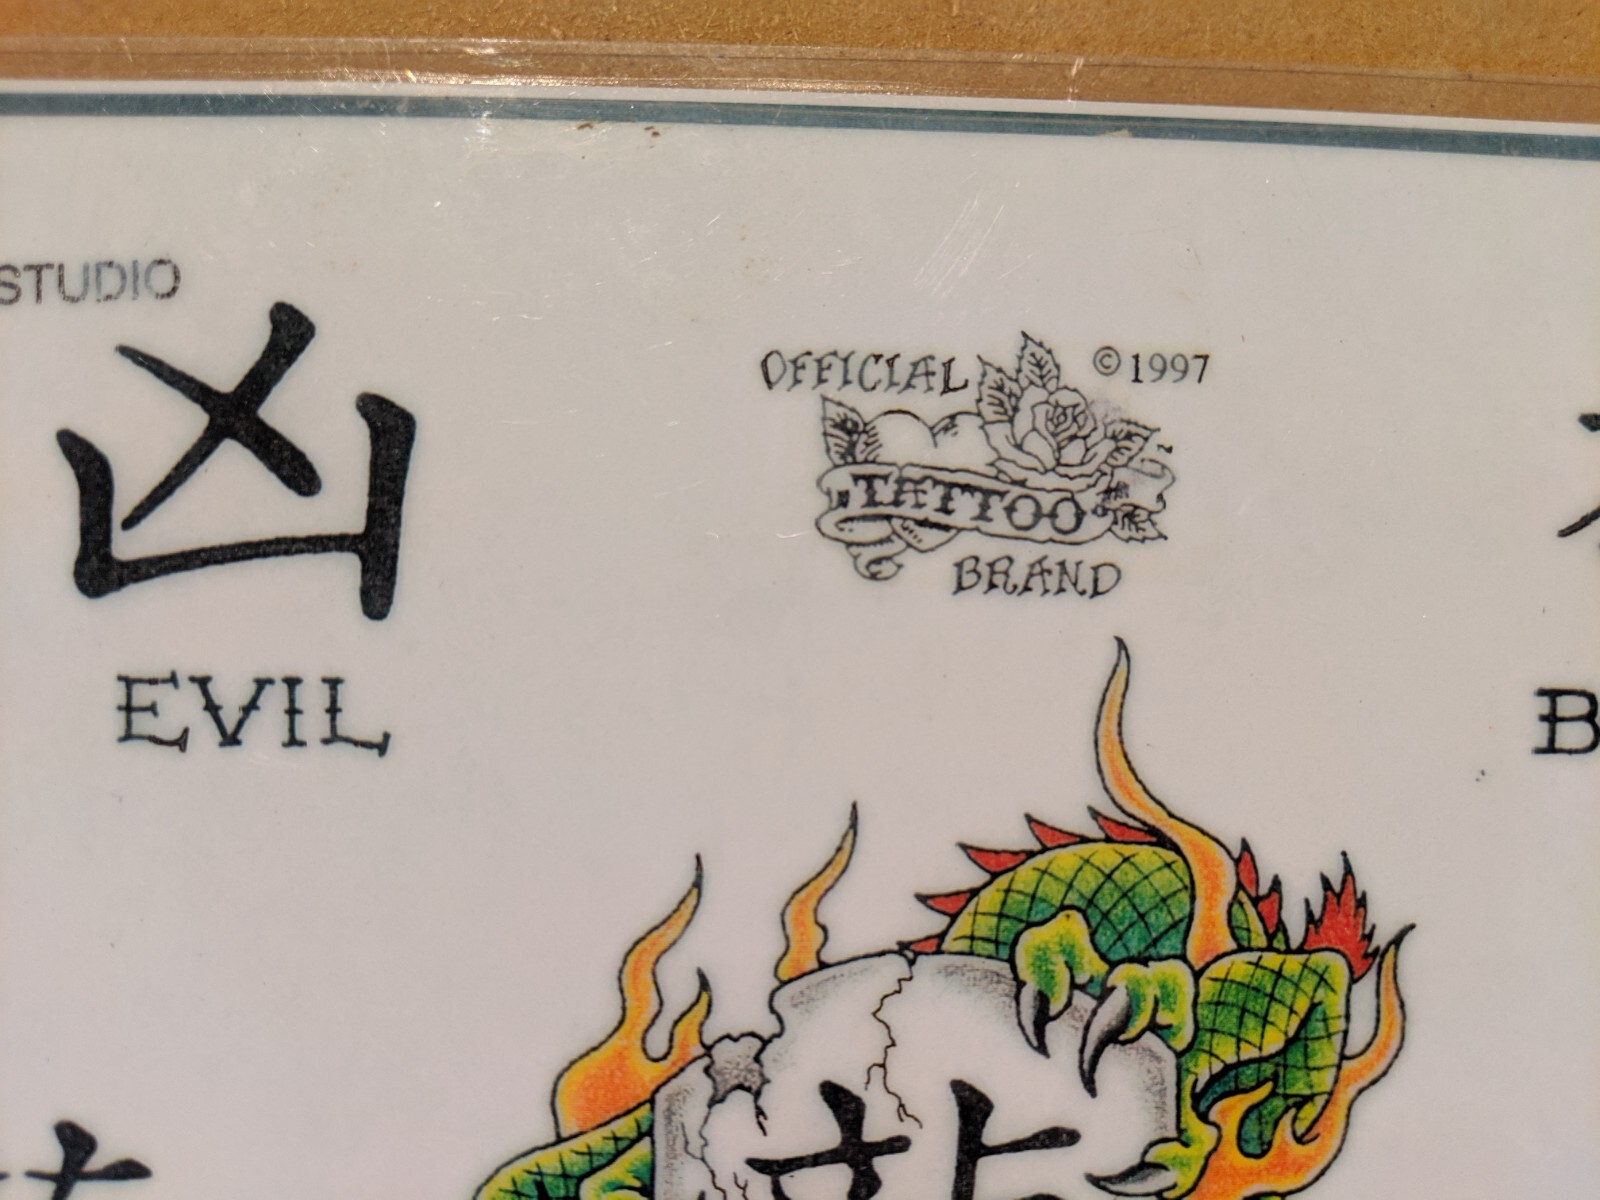 STUDIO
凶
EVIL
OFFICIAL
© 1997
TATTOO
BRAND
B